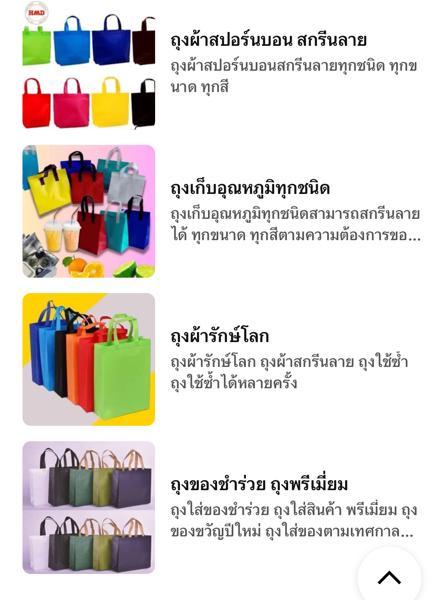 HMD
ถุงผ้าสปอร์นบอน สกรีนลาย
ถุงผ้าสปอร์นบอนสกรีนลายทุกชนิด ทุกข
นาด ทุกสี
ถุงเก็บอุณหภูมิทุกชนิด
ถุงเก็บอุณหภูมิทุกชนิดสามารถสกรีนลาย
ได้ ทุกขนาด ทุกสีตามความต้องการขอ...
ถุงผ้ารักษ์โลก
ถุงผ้ารักษ์โลก ถุงผ้าสกรีนลาย ถุงใช้ซ้ำ
ถุงใช้ซ้ำได้หลายครั้ง
ถุงของชำร่วย ถุงพรีเมี่ยม
ถุงใส่ของชำร่วย ถุงใส่สินค้า พรีเมี่ยม ถุง
ของขวัญปีใหม่ ถุงใส่ของตามเทศกาล...